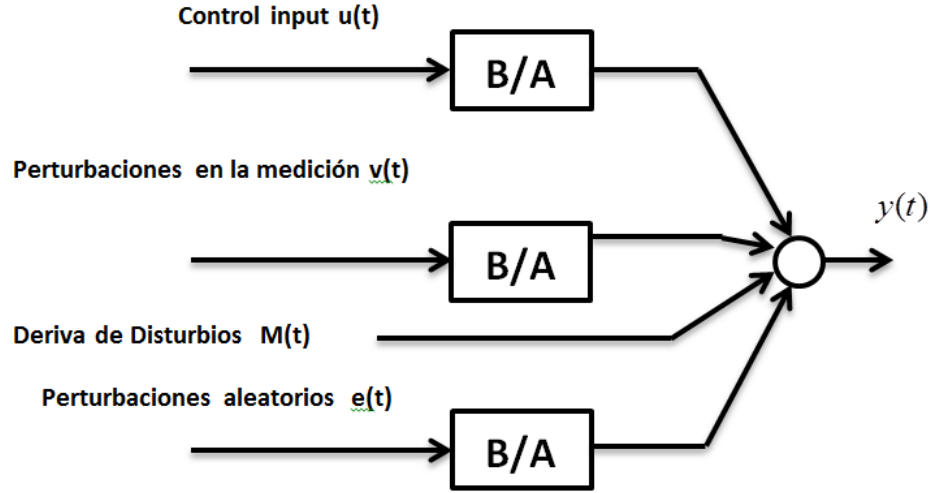 Control input u(t)
B/A
Perturbaciones en la medición v(t)
y(t)
B/A
Deriva de Disturbios M(t)
Perturbaciones aleatorios e(t)
B/A